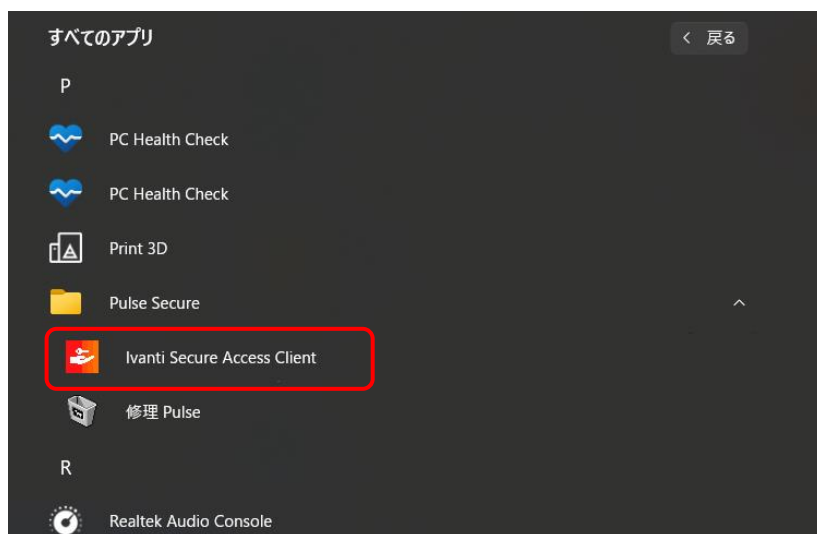 すべてのアプリ
戻る
P
PC Health Check
PC Health Check
Print 3D
Pulse Secure
Ivanti Secure Access Client
修理 Pulse
R
Realtek Audio Console